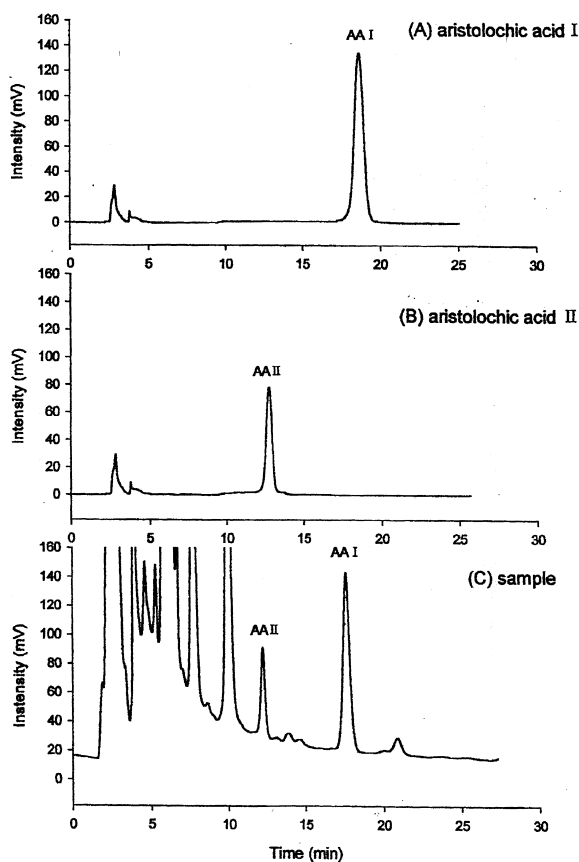 160
140
120
100
80
60
40
20
0
Intensity (mV)
AA I
(A) aristolochic acid I
0 5 10 15 20 25 30
160
140
120
100
80
60
40
20
0
Intensity (mV)
AA II
(B) aristolochic acid II
0 5 10 15 20 25 30
160
140
120
100
80
60
40
20
0
Instensity (mV)
AA II
AA I
(C) sample
0 5 10 15 20 25 30
Time (min)